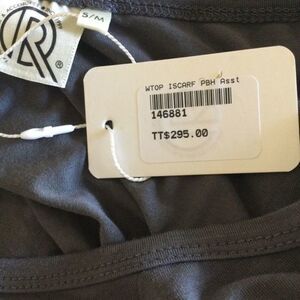 S/M
®
WTOP ISCARF PBH Asst
146881
TT$295.00